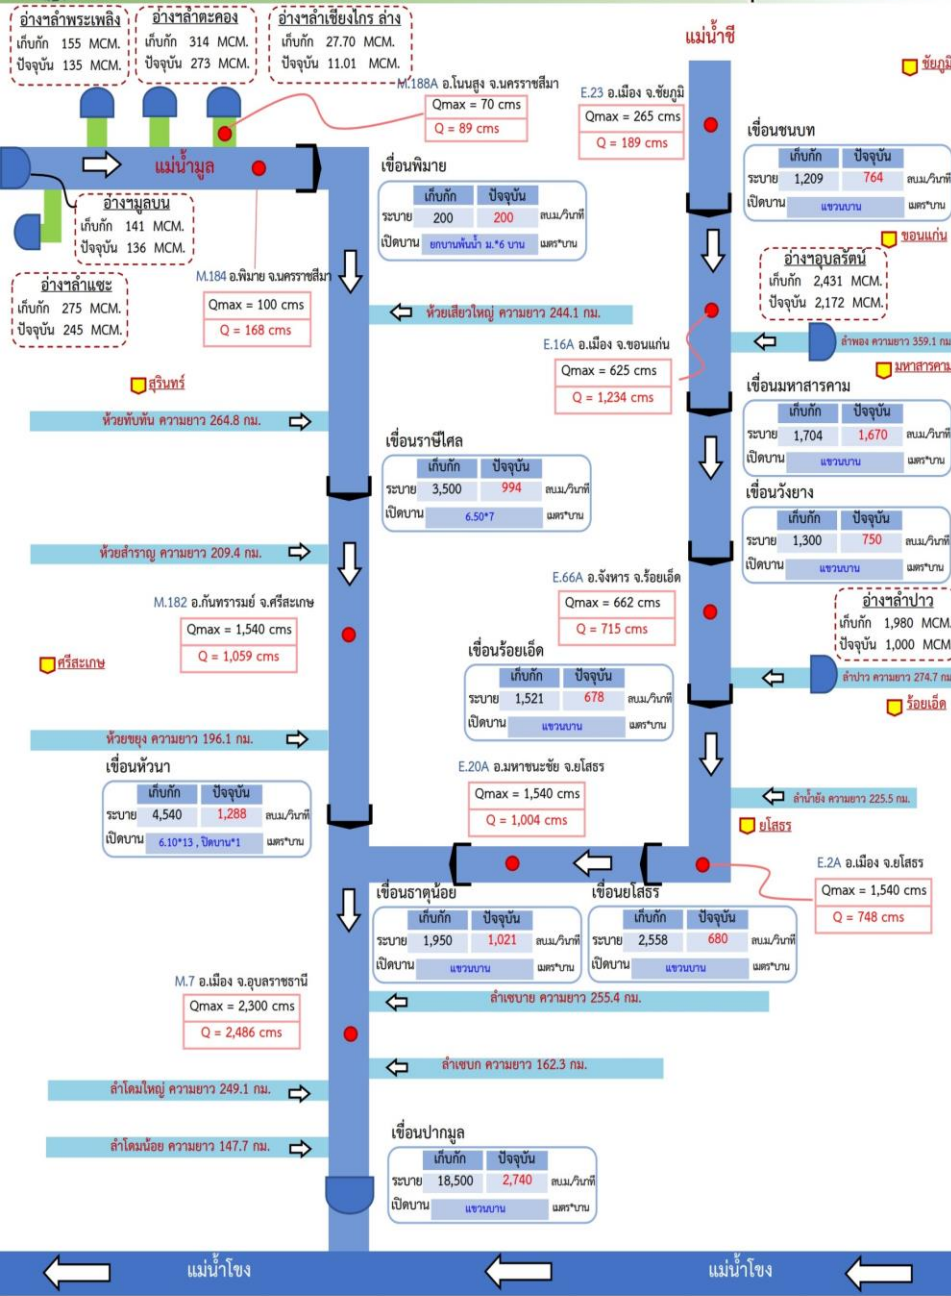 อ่างฯลำพระเพลิง
เก็บกัก 155 MCM.
ปัจจุบัน 135 MCM.
อ่างฯลำตะคอง
เก็บกัก 314 MCM.
ปัจจุบัน 273 MCM.
อ่างฯลำเชียงไกร ล่าง
เก็บกัก 27.70 MCM.
ปัจจุบัน 11.01 MCM.
แม่น้ำชี
ชัยภูมิ
M.188A อ.โนนสูง จ.นครราชสีมา
Qmax = 70 cms
Q = 89 cms
E.23 อ.เมือง จ.ชัยภูมิ
Qmax = 265 cms
Q = 189 cms
เขื่อนชนบท
เก็บกัก ปัจจุบัน
ระบาย 1,209 764 ลบ.ม/วินาที
เปิดบาน แขวนบาน เมตร*บาน
แม่น้ำมูล
เขื่อนพิมาย
เก็บกัก ปัจจุบัน
ระบาย 200 200 ลบ.ม/วินาที
เปิดบาน ยกบานพ้นน้ำ ม.*6 บาน เมตร*บาน
อ่างฯมูลบน
เก็บกัก 141 MCM.
ปัจจุบัน 136 MCM.
ขอนแก่น
อ่างฯอุบลรัตน์
เก็บกัก 2,431 MCM.
ปัจจุบัน 2,172 MCM.
อ่างฯลำแชะ
เก็บกัก 275 MCM.
ปัจจุบัน 245 MCM.
M.184 อ.พิมาย จ.นครราชสีมา
Qmax = 100 cms
Q = 168 cms
ห้วยเสียวใหญ่ ความยาว 244.1 กม.
E.16A อ.เมือง จ.ขอนแก่น
Qmax = 625 cms
Q = 1,234 cms
ลำพอง ความยาว 359.1 กม
มหาสารคาม
สุรินทร์
เขื่อนมหาสารคาม
เก็บกัก ปัจจุบัน
ระบาย 1,704 1,670 ลบ.ม/วินาที
เปิดบาน แขวนบาน เมตร*บาน
ห้วยทับทัน ความยาว 264.8 กม.
เขื่อนราษีไศล
เก็บกัก ปัจจุบัน
ระบาย 3,500 994 ลบ.ม/วินาที
เปิดบาน 6.50*7 เมตร*บาน
เขื่อนวังยาง
เก็บกัก ปัจจุบัน
ระบาย 1,300 750 ลบ.ม/วินาที
เปิดบาน แขวนบาน เมตร*บาน
ห้วยสำราญ ความยาว 209.4 กม.
E.66A อ.จังหาร จ.ร้อยเอ็ด
Qmax = 662 cms
Q = 715 cms
อ่างฯลำปาว
เก็บกัก 1,980 MCM.
ปัจจุบัน 1,000 MCM.
M.182 อ.กันทรารมย์ จ.ศรีสะเกษ
Qmax = 1,540 cms
Q = 1,059 cms
ศรีสะเกษ
เขื่อนร้อยเอ็ด
เก็บกัก ปัจจุบัน
ระบาย 1,521 678 ลบ.ม/วินาที
เปิดบาน แขวนบาน เมตร*บาน
ลำปาว ความยาว 274.7 กม
ร้อยเอ็ด
ห้วยขยุง ความยาว 196.1 กม.
เขื่อนหัวนา
เก็บกัก ปัจจุบัน
ระบาย 4,540 1,288 ลบ.ม/วินาที
เปิดบาน 6.10*13 , ปิดบาน*1 เมตร*บาน
E.20A อ.มหาชนะชัย จ.ยโสธร
Qmax = 1,540 cms
Q = 1,004 cms
ลำน้ำยัง ความยาว 225.5 กม.
ยโสธร
E.2A อ.เมือง จ.ยโสธร
Qmax = 1,540 cms
Q = 748 cms
เขื่อนธาตุน้อย
เก็บกัก ปัจจุบัน
ระบาย 1,950 1,021 ลบ.ม/วินาที
เปิดบาน แขวนบาน เมตร*บาน
เขื่อนยโสธร
เก็บกัก ปัจจุบัน
ระบาย 2,558 680 ลบ.ม/วินาที
เปิดบาน แขวนบาน เมตร*บาน
M.7 อ.เมือง จ.อุบลราชธานี
Qmax = 2,300 cms
Q = 2,486 cms
ลำเซบาย ความยาว 255.4 กม.
ลำเซบก ความยาว 162.3 กม.
ลำโดมใหญ่ ความยาว 249.1 กม.
ลำโดมน้อย ความยาว 147.7 กม.
เขื่อนปากมูล
เก็บกัก ปัจจุบัน
ระบาย 18,500 2,740 ลบ.ม/วินาที
เปิดบาน แขวนบาน เมตร*บาน
แม่น้ำโขง
แม่น้ำโขง